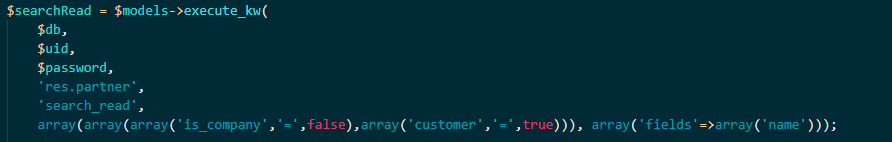 $searchRead = $models->execute_kw(
$db,
$uid,
$password,
'res.partner',
'search_read',
array(array(array('is_company','=',false),array('customer','=',true))), array('fields'=>array('name')));